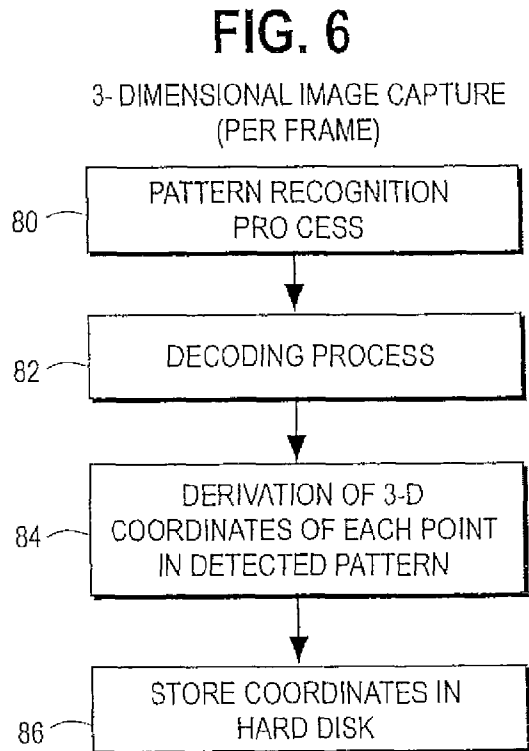 FIG. 6
3- DIMENSIONAL IMAGE CAPTURE
(PER FRAME)
80
PATTERN RECOGNITION
PRO CESS
82
DECODING PROCESS
84
DERIVATION OF 3-D
COORDINATES OF EACH POINT
IN DETECTED PATTERN
86
STORE COORDINATES IN
HARD DISK